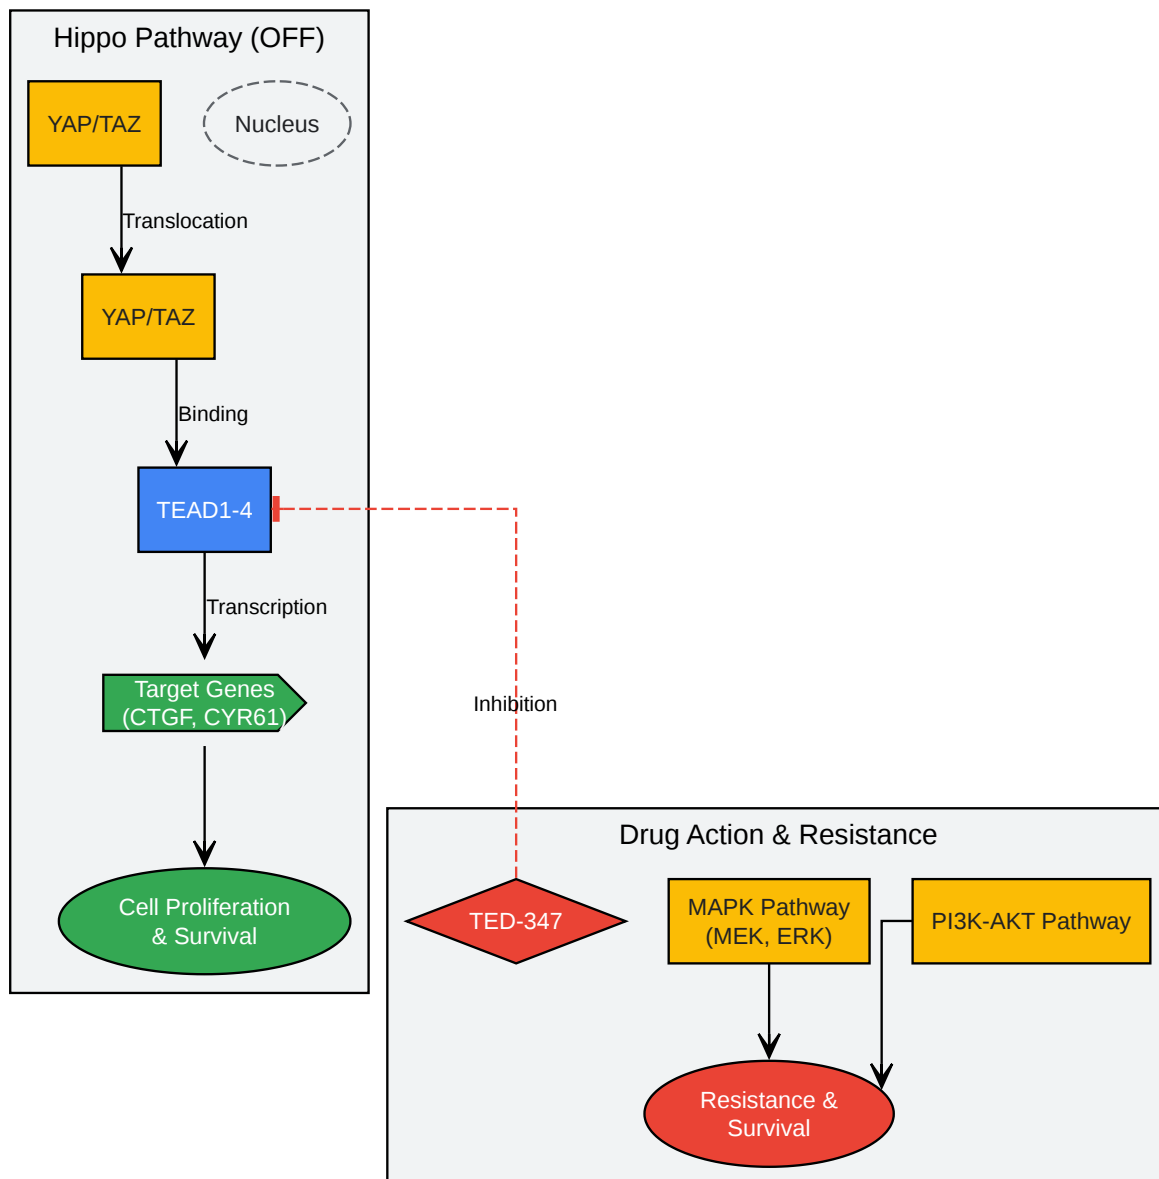 Hippo Pathway (OFF)
YAP/TAZ
Nucleus
Translocation
YAP/TAZ
Binding
TEAD1-4
Transcription
Target Genes
(CTGF, CYR61)
Inhibition
Cell Proliferation
& Survival
Drug Action & Resistance
TED-347
MAPK Pathway
(MEK, ERK)
PI3K-AKT Pathway
Resistance &
Survival